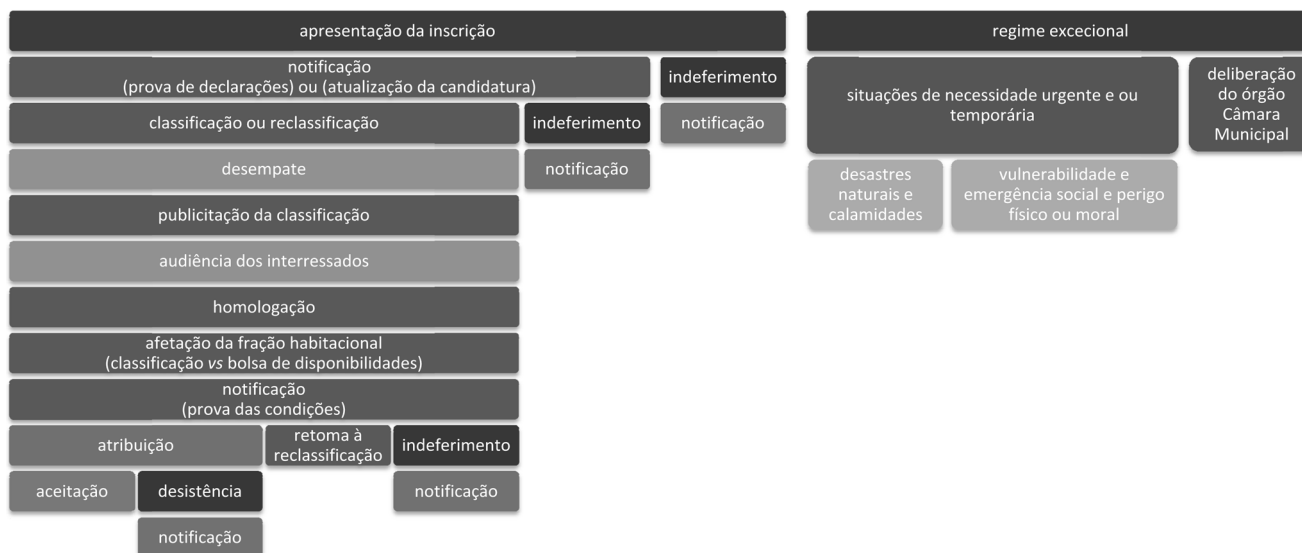 apresentação da inscrição
notificação
(prova de declarações) ou (atualização da candidatura)
indeferimento
classificação ou reclassificação
indeferimento
notificação
desempate
notificação
publicitação da classificação
audiência dos interressados
homologação
afetação da fração habitacional
(classificação vs bolsa de disponibilidades)
notificação
(prova das condições)
atribuição
retoma à
reclassificação
indeferimento
aceitação
desistência
notificação
notificação
regime excecional
situações de necessidade urgente e ou
temporária
deliberação
do órgão
Câmara
Municipal
desastres
naturais e
calamidades
vulnerabilidade e
emergência social e perigo
físico ou moral